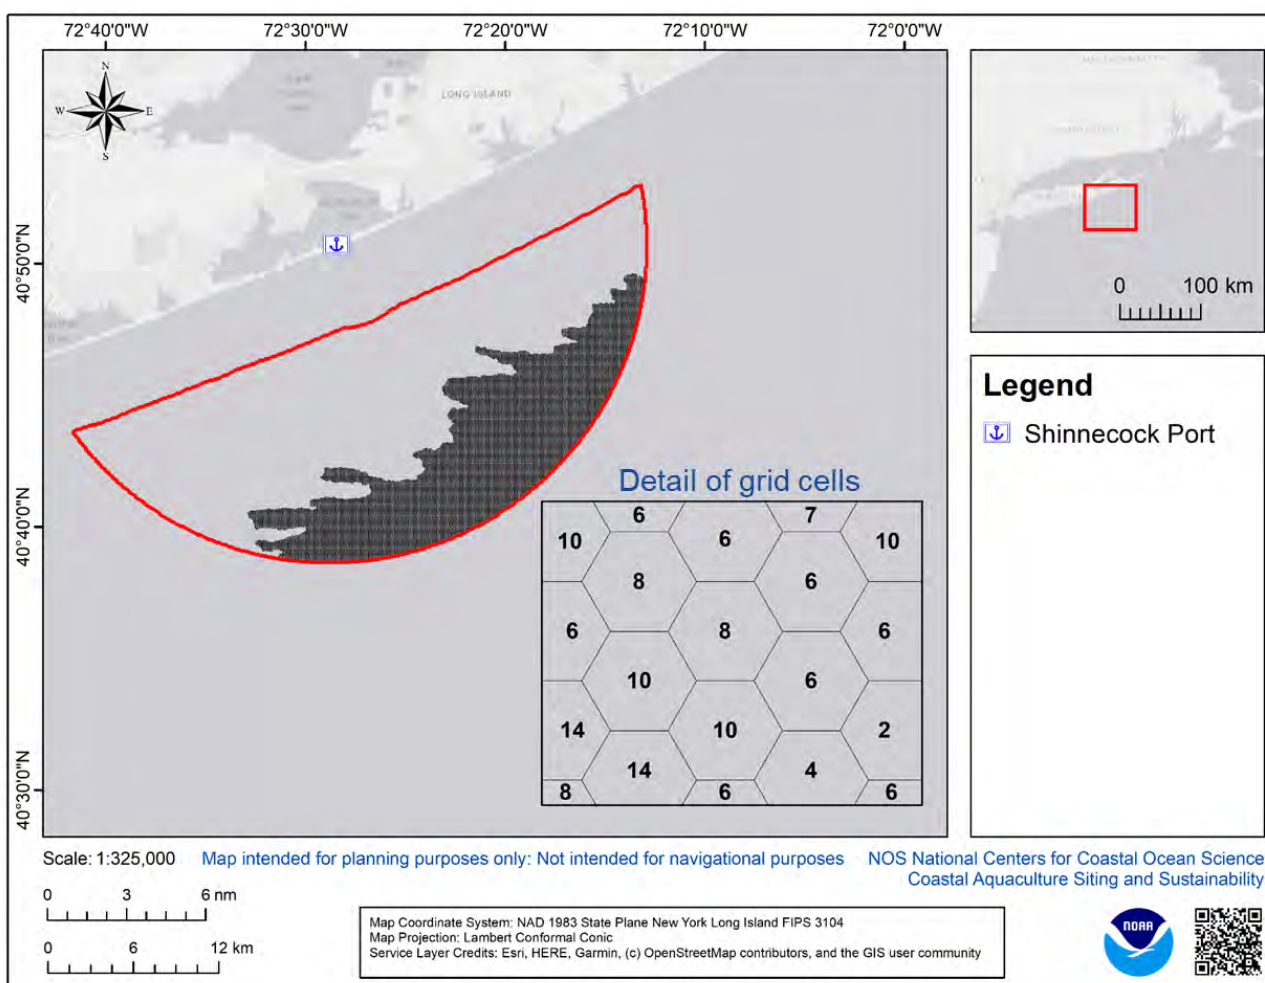 72°40'0"W 72°30'0"W 72°20'0"W 72°10'0"W 72°0'0"W
N
W E
S
LONG ISLAND
40°50'0"N
40°40'0"N
40°30'0"N
0 100 km
Legend
Shinnecock Port
Detail of grid cells
6 7
10 6 10
8 6
6 8 6
10 6
14 10 2
14 4
8 6 6
Scale: 1:325,000 Map intended for planning purposes only: Not intended for navigational purposes NOS National Centers for Coastal Ocean Science
Coastal Aquaculture Siting and Sustainability
0 3 6 nm
0 6 12 km
Map Coordinate System: NAD 1983 State Plane New York Long Island FIPS 3104
Map Projection: Lambert Conformal Conic
Service Layer Credits: Esri, HERE, Garmin, (c) OpenStreetMap contributors, and the GIS user community
NOAA